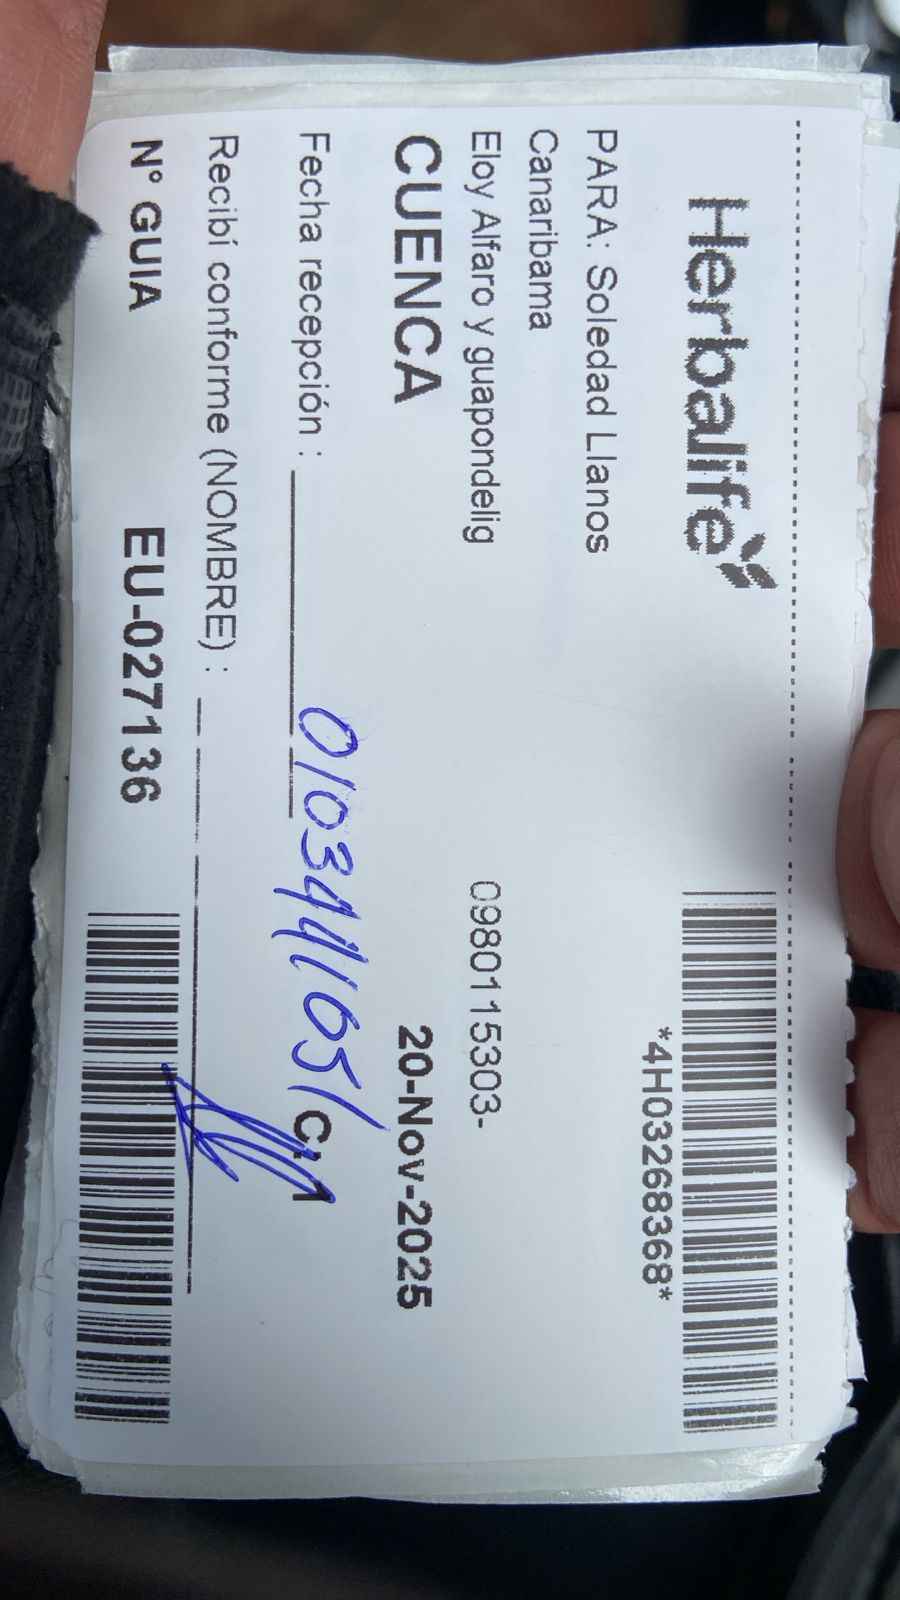 Herbalife
*4H03268368*
PARA: Soledad Llanos
Canaribama
Eloy Alfaro y guapondelig 0980115303-
CUENCA 20-Nov-2025
Fecha recepción : C.1
Recibí conforme (NOMBRE) :
Nº GUIA EU-027136